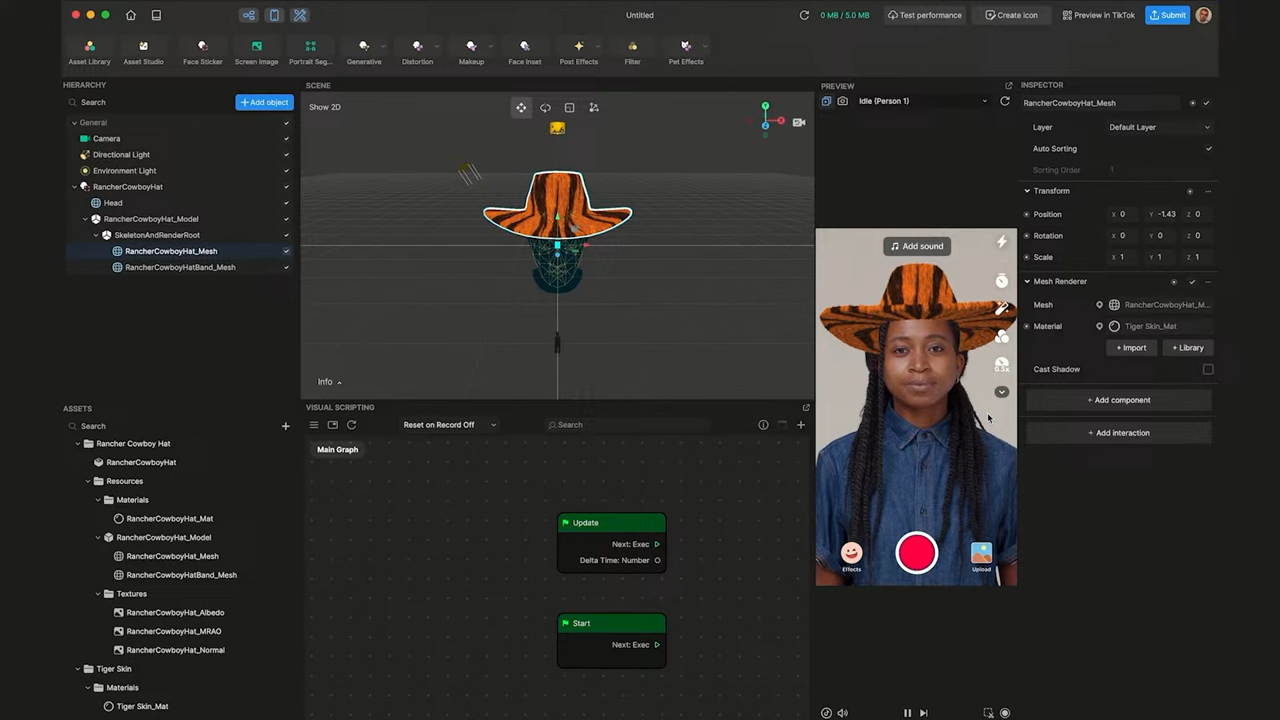 Untitled
0 MB / 5.0 MB
Test performance
Create icon
Preview in TikTok
Submit
Asset Library
Asset Studio
Face Sticker
Screen Image
Portrait Seg...
Generative
Distortion
Makeup
Face Inset
Post Effects
Filter
Pet Effects
HIERARCHY
Search
+ Add object
General
Camera
Directional Light
Environment Light
RancherCowboyHat
Head
RancherCowboyHat_Model
SkeletonAndRenderRoot
RancherCowboyHat_Mesh
RancherCowboyHatBand_Mesh
ASSETS
Search
Rancher Cowboy Hat
RancherCowboyHat
Resources
Materials
RancherCowboyHat_Mat
RancherCowboyHat_Model
RancherCowboyHat_Mesh
RancherCowboyHatBand_Mesh
Textures
RancherCowboyHat_Albedo
RancherCowboyHat_MRAO
RancherCowboyHat_Normal
Tiger Skin
Materials
Tiger Skin_Mat
SCENE
Show 2D
Y
X
Z
Info
VISUAL SCRIPTING
Reset on Record Off
Search
Main Graph
Update
Next: Exec
Delta Time: Number
Start
Next: Exec
PREVIEW
Idle (Person 1)
Add sound
0.5x
Effects
Upload
INSPECTOR
RancherCowboyHat_Mesh
Layer Default Layer
Auto Sorting
Sorting Order 1
Transform
Position X 0 Y -1.43 Z 0
Rotation X 0 Y 0 Z 0
Scale X 1 Y 1 Z 1
Mesh Renderer
Mesh RancherCowboyHat_M...
Material Tiger Skin_Mat
+ Import + Library
Cast Shadow
+ Add component
+ Add interaction